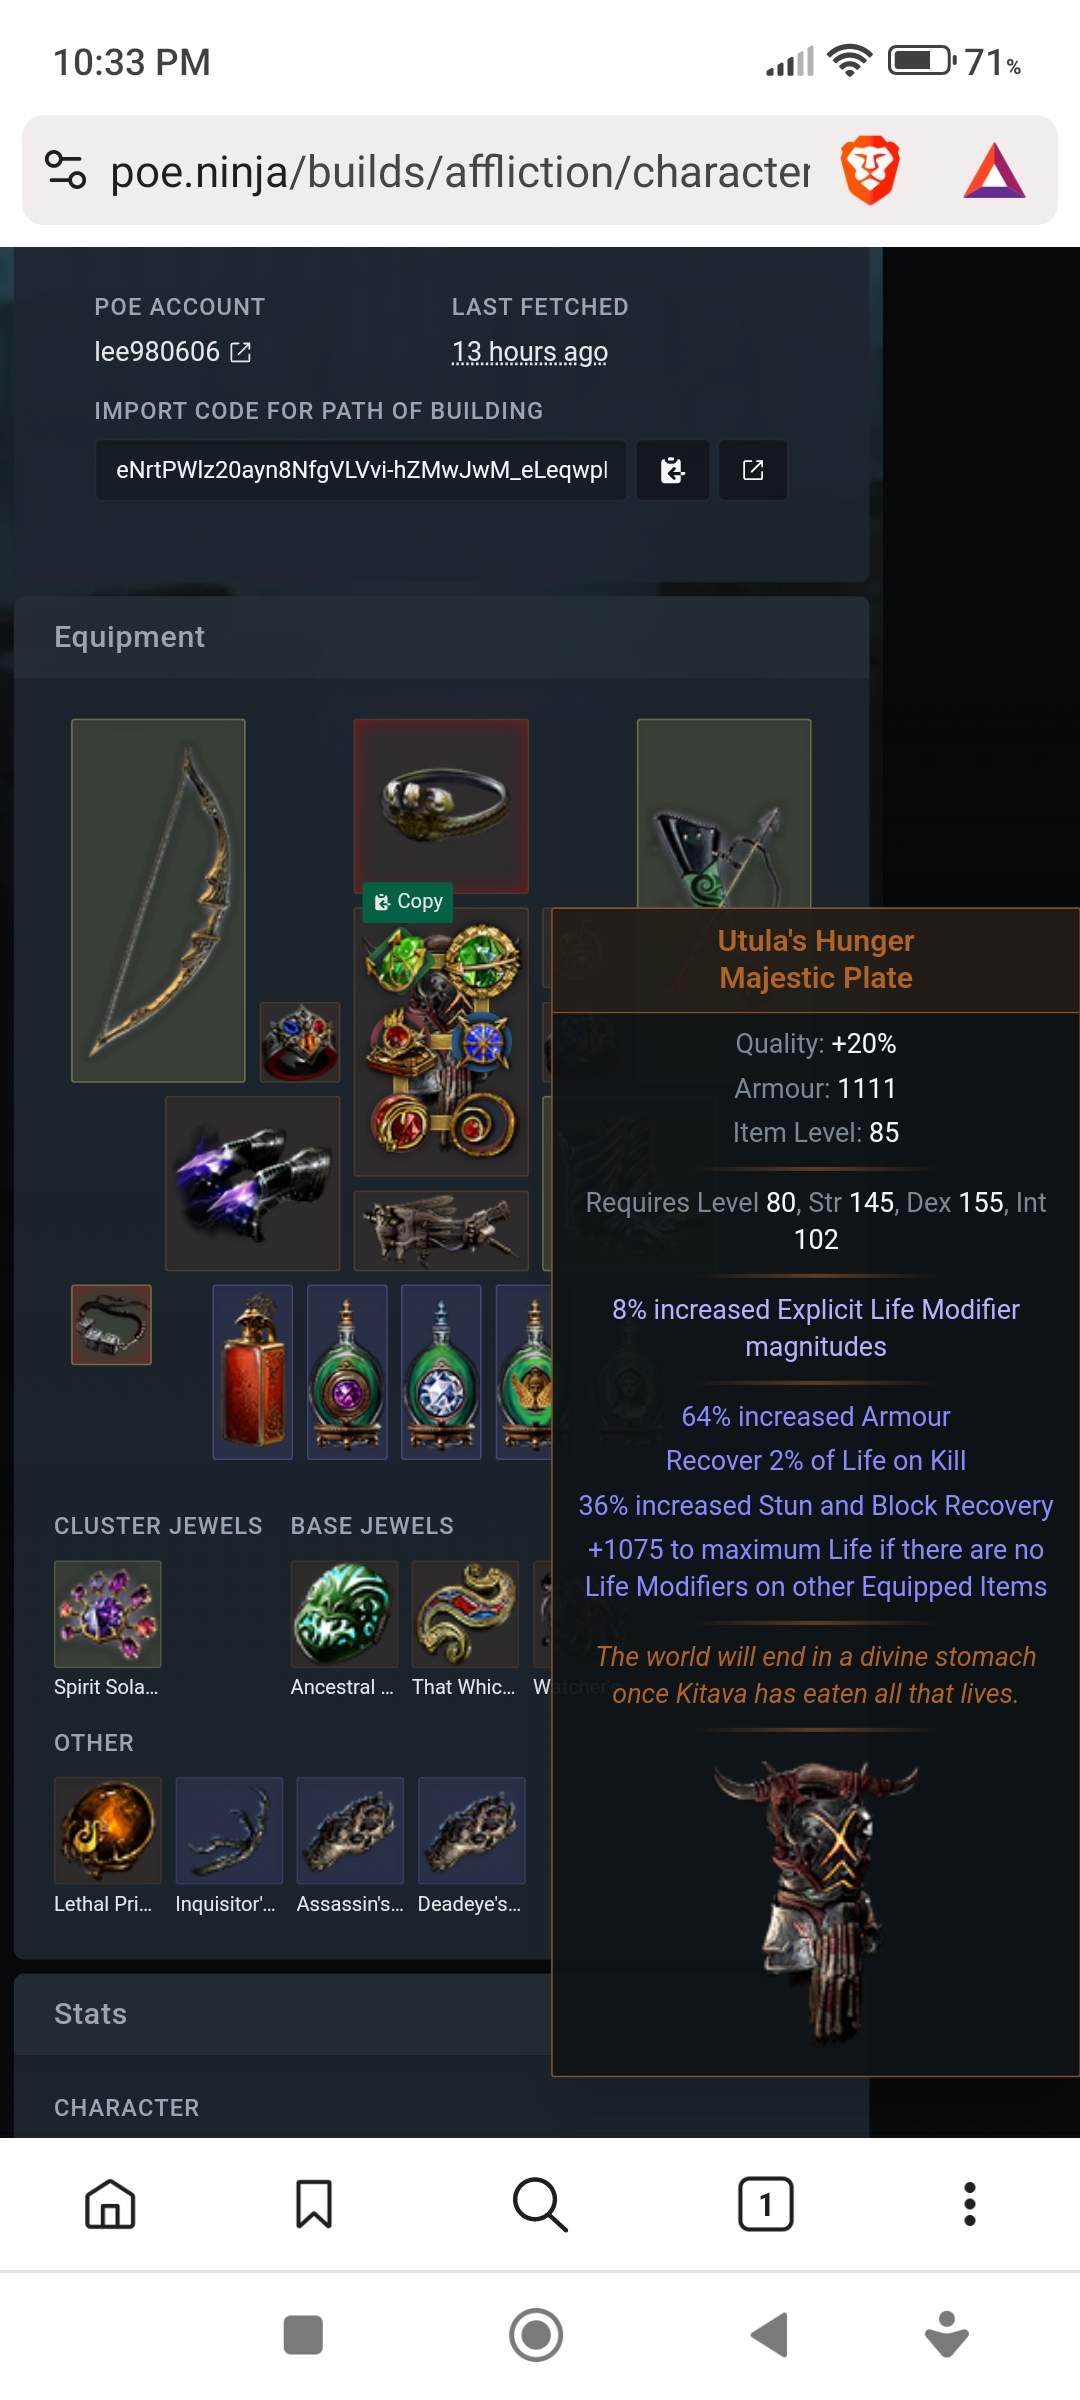 10:33 PM
71%
poe.ninja/builds/affliction/character
POE ACCOUNT
LAST FETCHED
lee980606
13 hours ago
IMPORT CODE FOR PATH OF BUILDING
eNrtPWlz20ayn8NfgVLVvi-hZMwJwM_eLeqwpl
Equipment
Copy
Utula's Hunger
Majestic Plate
Quality: +20%
Armour: 1111
Item Level: 85
Requires Level 80, Str 145, Dex 155, Int
102
8% increased Explicit Life Modifier
magnitudes
64% increased Armour
Recover 2% of Life on Kill
36% increased Stun and Block Recovery
+1075 to maximum Life if there are no
Life Modifiers on other Equipped Items
The world will end in a divine stomach
once Kitava has eaten all that lives.
CLUSTER JEWELS
BASE JEWELS
Spirit Sola...
Ancestral ...
That Whic...
Watcher's
OTHER
Lethal Pri...
Inquisitor'...
Assassin's...
Deadeye's...
Stats
CHARACTER
1